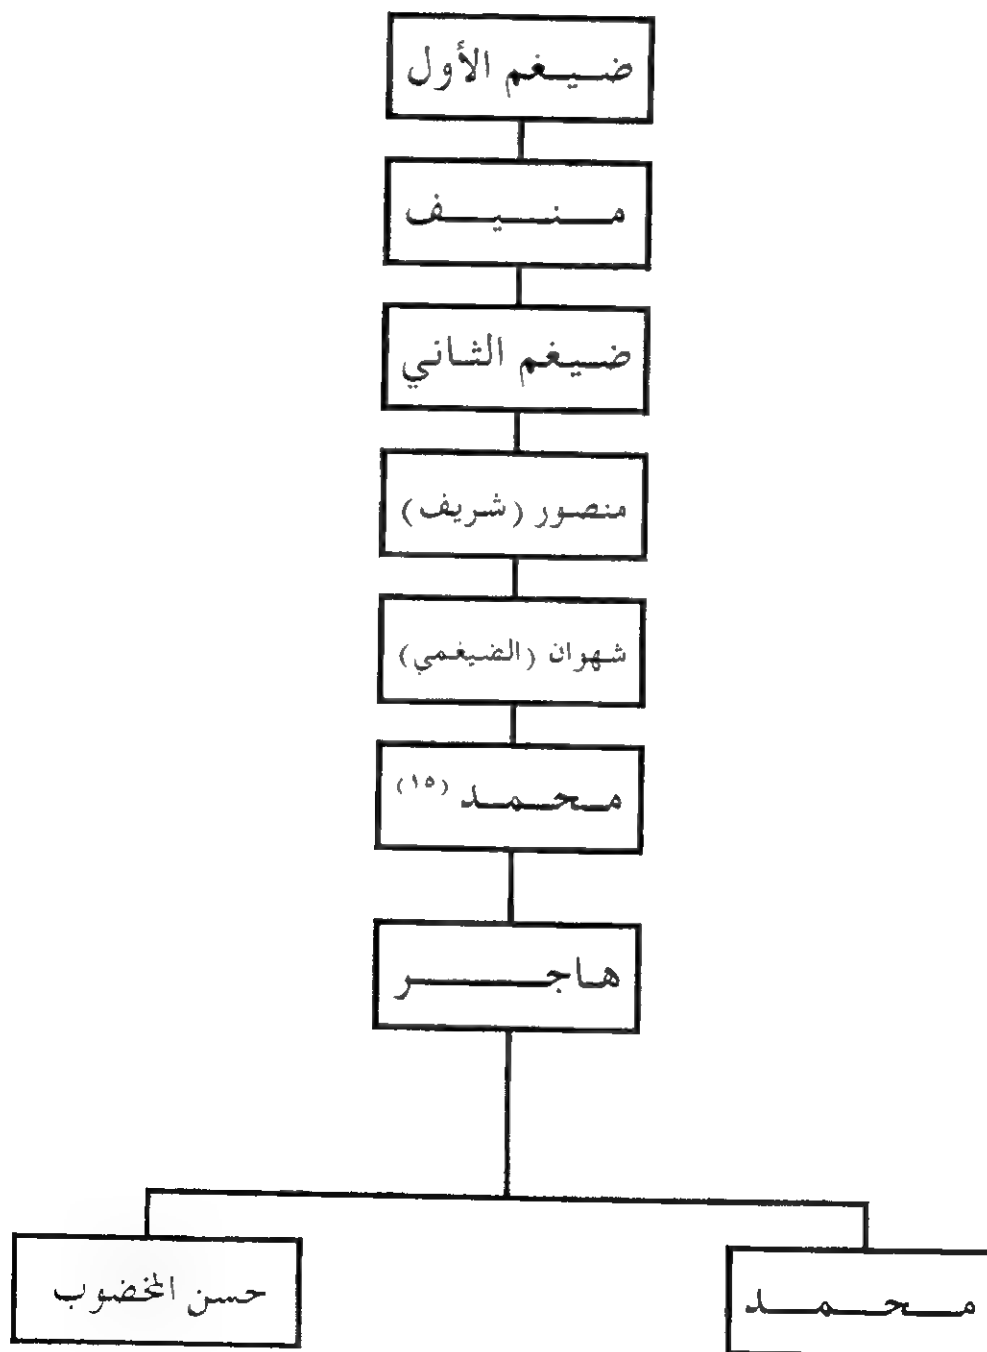 ضيغم الأول
منيف
ضيغم الثاني
منصور (شريف)
شهوان (الضيغمي)
محمد (١٥)
هاجر
محمد
حسن المخضوب